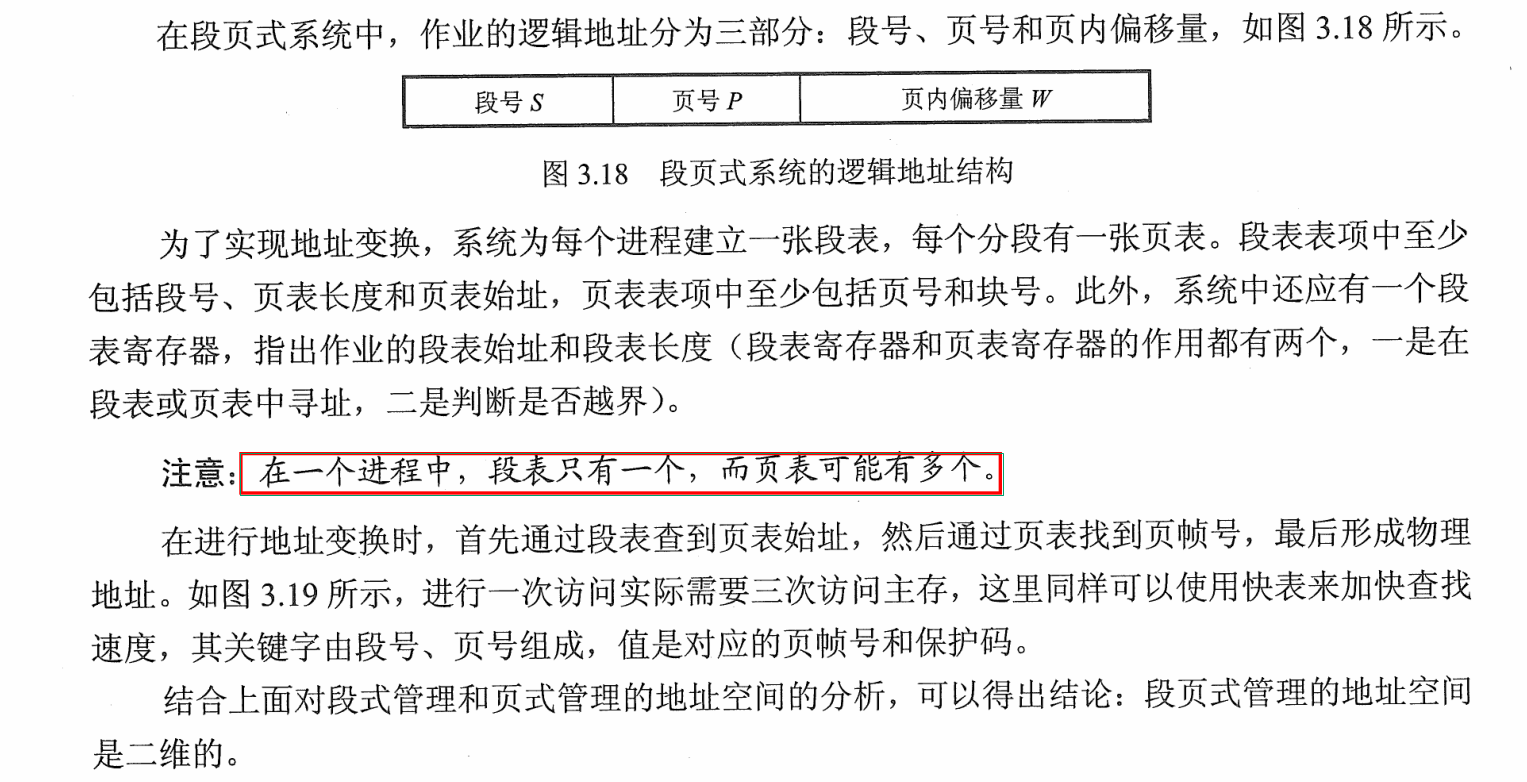 在段页式系统中，作业的逻辑地址分为三部分：段号、页号和页内偏移量，如图 3.18 所示。
段号 S 页号 P 页内偏移量 W
图 3.18 段页式系统的逻辑地址结构
为了实现地址变换，系统为每个进程建立一张段表，每个分段有一张页表。段表表项中至少
包括段号、页表长度和页表始址，页表表项中至少包括页号和块号。此外，系统中还应有一个段
表寄存器，指出作业的段表始址和段表长度（段表寄存器和页表寄存器的作用都有两个，一是在
段表或页表中寻址，二是判断是否越界）。
注意：在一个进程中，段表只有一个，而页表可能有多个。
在进行地址变换时，首先通过段表查到页表始址，然后通过页表找到页帧号，最后形成物理
地址。如图 3.19 所示，进行一次访问实际需要三次访问主存，这里同样可以使用快表来加快查找
速度，其关键字由段号、页号组成，值是对应的页帧号和保护码。
结合上面对段式管理和页式管理的地址空间的分析，可以得出结论：段页式管理的地址空间
是二维的。